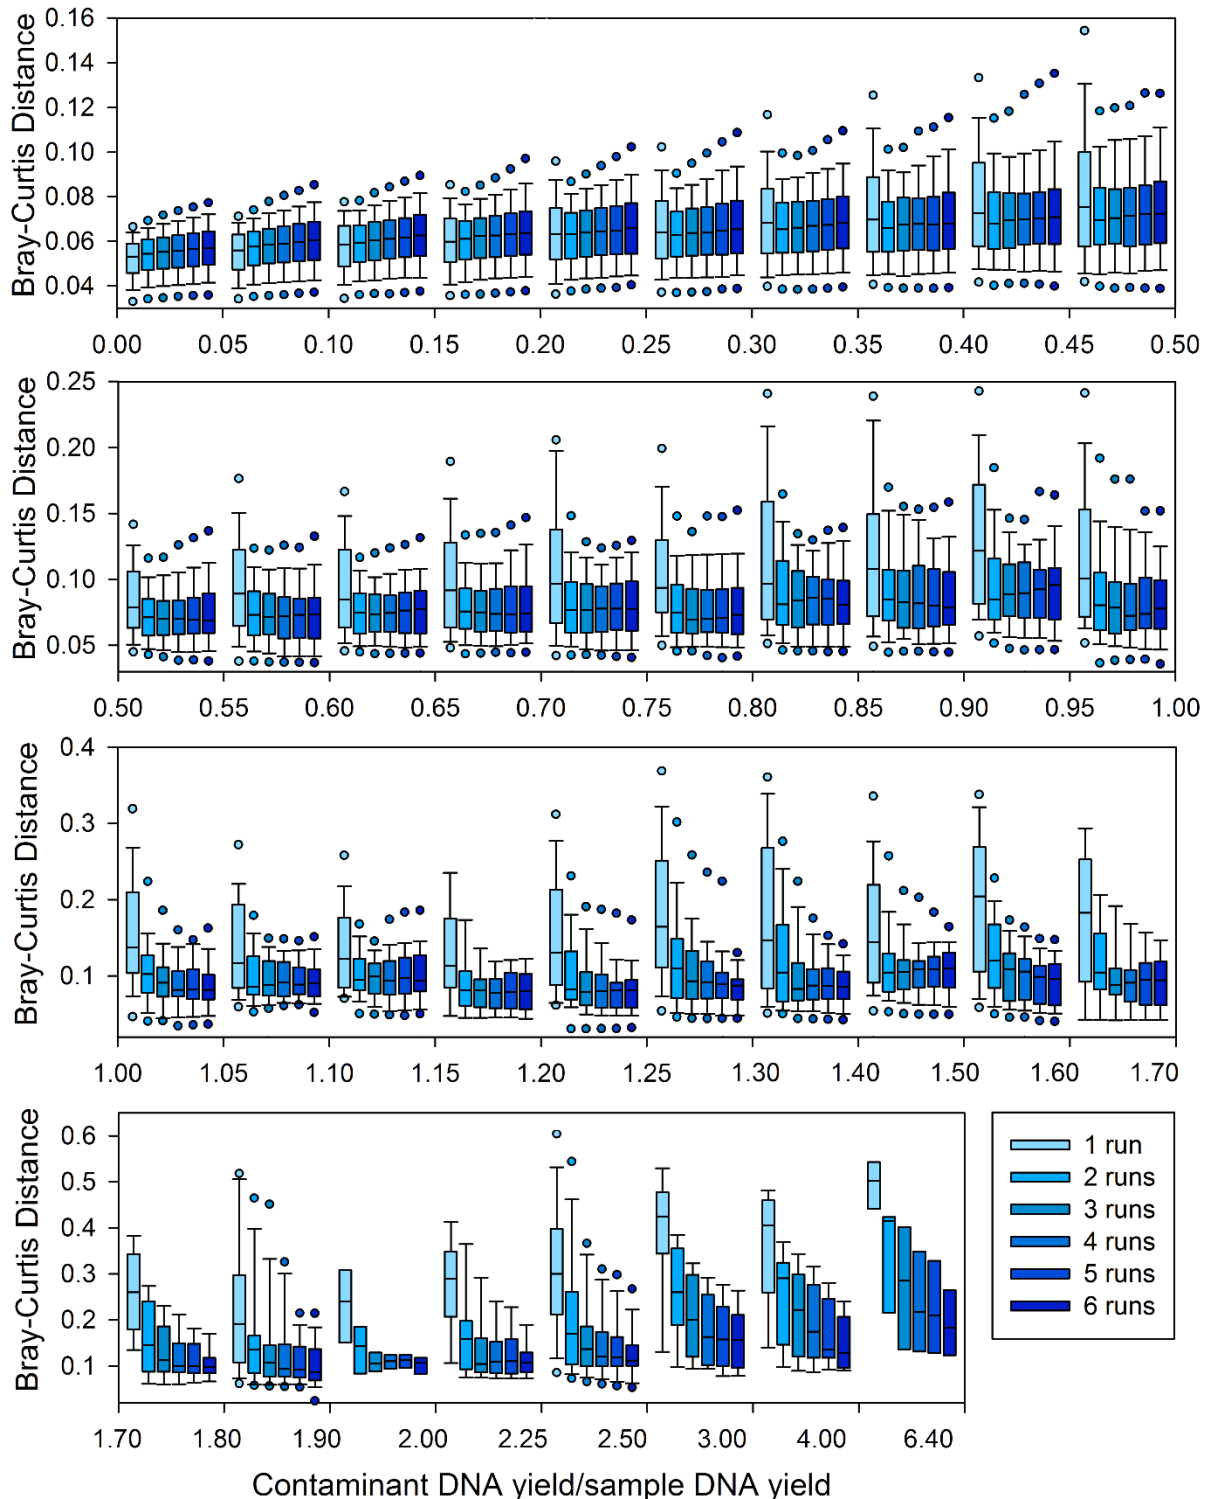 0.16
0.14
0.12
0.10
0.08
0.06
0.04
Bray-Curtis Distance
0.00 0.05 0.10 0.15 0.20 0.25 0.30 0.35 0.40 0.45 0.50
0.25
0.20
0.15
0.10
0.05
Bray-Curtis Distance
0.50 0.55 0.60 0.65 0.70 0.75 0.80 0.85 0.90 0.95 1.00
0.4
0.3
0.2
0.1
Bray-Curtis Distance
1.00 1.05 1.10 1.15 1.20 1.25 1.30 1.40 1.50 1.60 1.70
0.6
0.5
0.4
0.3
0.2
0.1
Bray-Curtis Distance
1.70 1.80 1.90 2.00 2.25 2.50 3.00 4.00 6.40
Contaminant DNA yield/sample DNA yield
1 run
2 runs
3 runs
4 runs
5 runs
6 runs